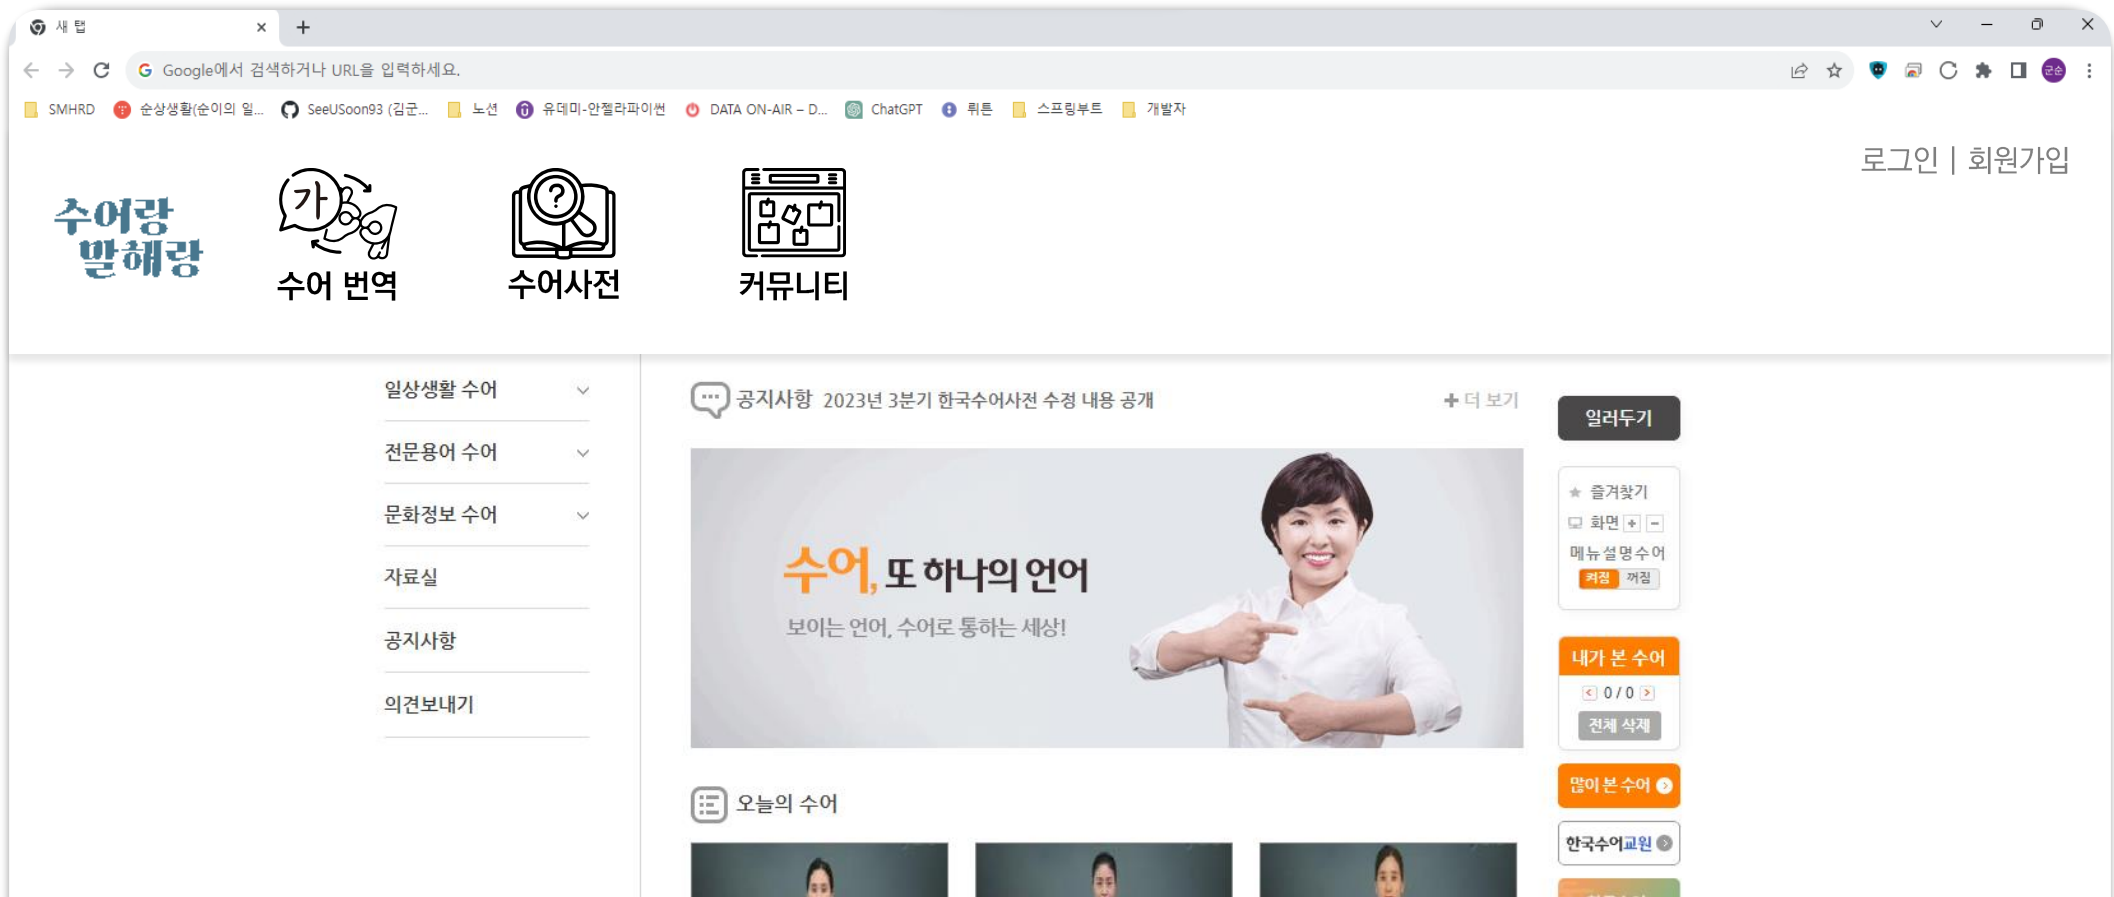 새 탭
Google에서 검색하거나 URL을 입력하세요.
SMHRD 순상생활(순이의 일... SeeUSoon93 (김군... 노션 유데미-안젤라파이썬 DATA ON-AIR – D... ChatGPT 뤼튼 스프링부트 개발자
군순
로그인 | 회원가입
수어랑
말해랑
가
?
수어 번역
수어사전
커뮤니티
일상생활 수어
전문용어 수어
문화정보 수어
자료실
공지사항
의견보내기
공지사항 2023년 3분기 한국수어사전 수정 내용 공개
+ 더 보기
수어, 또 하나의 언어
보이는 언어, 수어로 통하는 세상!
오늘의 수어
일러두기
즐겨찾기
화면 + -
메뉴설명수어
켜짐 꺼짐
내가 본 수어
< 0 / 0 >
전체 삭제
많이 본 수어
한국수어교원